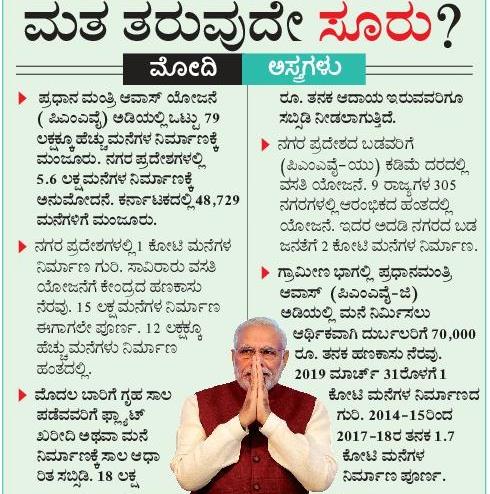 ಮತ ತರುವುದೇ ಸೂರು?
ಮೋದಿ ಅಸ್ತ್ರಗಳು
ಪ್ರಧಾನ ಮಂತ್ರಿ ಆವಾಸ್ ಯೋಜನೆ
( ಪಿಎಂಎವೈ) ಅಡಿಯಲ್ಲಿ ಒಟ್ಟು 79
ಲಕ್ಷಕ್ಕೂ ಹೆಚ್ಚು ಮನೆಗಳ ನಿರ್ಮಾಣಕ್ಕೆ
ಮಂಜೂರು. ನಗರ ಪ್ರದೇಶಗಳಲ್ಲಿ
5.6 ಲಕ್ಷ ಮನೆಗಳ ನಿರ್ಮಾಣಕ್ಕೆ
ಅನುಮೋದನೆ. ಕರ್ನಾಟಕದಲ್ಲಿ 48,729
ಮನೆಗಳಿಗೆ ಮಂಜೂರು.
ನಗರ ಪ್ರದೇಶಗಳಲ್ಲಿ 1 ಕೋಟಿ ಮನೆಗಳ
ನಿರ್ಮಾಣ ಗುರಿ. ಸಾವಿರಾರು ವಸತಿ
ಯೋಜನೆಗೆ ಕೇಂದ್ರದ ಹಣಕಾಸು
ನೆರವು. 15 ಲಕ್ಷ ಮನೆಗಳ ನಿರ್ಮಾಣ
ಈಗಾಗಲೇ ಪೂರ್ಣ. 12 ಲಕ್ಷಕ್ಕೂ
ಹೆಚ್ಚು ಮನೆಗಳು ನಿರ್ಮಾಣ
ಹಂತದಲ್ಲಿ.
ಮೊದಲ ಬಾರಿಗೆ ಗೃಹ ಸಾಲ
ಪಡೆವವರಿಗೆ ಫ್ಲ್ಯಾಟ್
ಖರೀದಿ ಅಥವಾ ಮನೆ
ನಿರ್ಮಾಣಕ್ಕೆ ಸಾಲ ಆಧಾ
ರಿತ ಸಬ್ಸಿಡಿ. 18 ಲಕ್ಷ
ರೂ. ತನಕ ಆದಾಯ ಇರುವವರಿಗೂ
ಸಬ್ಸಿಡಿ ನೀಡಲಾಗುತ್ತಿದೆ.
ನಗರ ಪ್ರದೇಶದ ಬಡವರಿಗೆ
(ಪಿಎಂಎವೈ-ಯು) ಕಡಿಮೆ ದರದಲ್ಲಿ
ವಸತಿ ಯೋಜನೆ. 9 ರಾಜ್ಯಗಳ 305
ನಗರಗಳಲ್ಲಿ ಆರಂಭಿಕದ ಹಂತದಲ್ಲಿ
ಯೋಜನೆ. ಇದರ ಅದಡಿ ನಗರದ ಬಡ
ಜನತೆಗೆ 2 ಕೋಟಿ ಮನೆಗಳ ನಿರ್ಮಾಣ.
ಗ್ರಾಮೀಣ ಭಾಗಲ್ಲಿ ಪ್ರಧಾನಮಂತ್ರಿ
ಆವಾಸ್ (ಪಿಎಂಎವೈ-ಜಿ)
ಅಡಿಯಲ್ಲಿ ಮನೆ ನಿರ್ಮಿಸಲು
ಆರ್ಥಿಕವಾಗಿ ದುರ್ಬಲರಿಗೆ 70,000
ರೂ. ತನಕ ಹಣಕಾಸು ನೆರವು.
2019 ಮಾರ್ಚ್ 31ರೊಳಗೆ 1
ಕೋಟಿ ಮನೆಗಳ ನಿರ್ಮಾಣದ
ಗುರಿ. 2014-15ರಿಂದ
2017-18ರ ತನಕ 1.7
ಕೋಟಿ ಮನೆಗಳ
ನಿರ್ಮಾಣ ಪೂರ್ಣ.